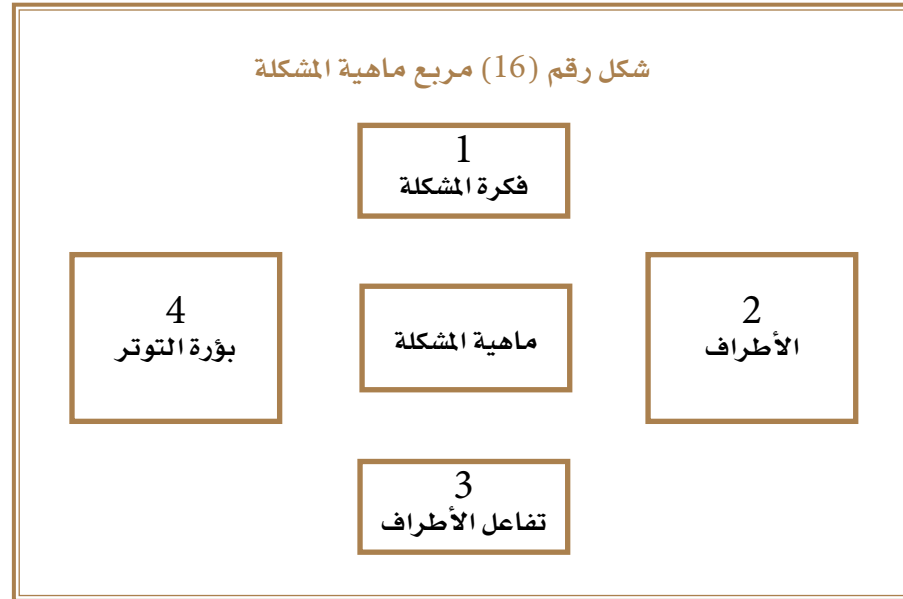 شكل رقم (16) مربع ماهية المشكلة
1
فكرة المشكلة
2
الأطراف
ماهية المشكلة
4
بؤرة التوتر
3
تفاعل الأطراف